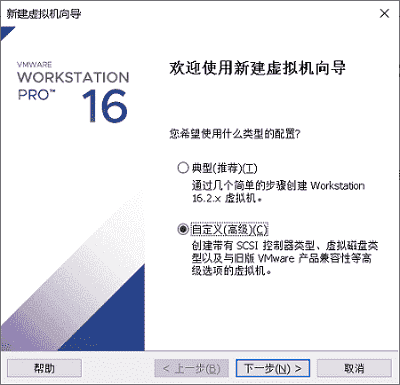 新建虚拟机向导
VMWARE
WORKSTATION
PRO™
16
欢迎使用新建虚拟机向导
您希望使用什么类型的配置?
典型(推荐)(T)
通过几个简单的步骤创建 Workstation
16.2.x 虚拟机。
自定义(高级)(C)
创建带有 SCSI 控制器类型、虚拟磁盘类
型以及与旧版 VMware 产品兼容性等高
级选项的虚拟机。
帮助
< 上一步(B)
下一步(N) >
取消